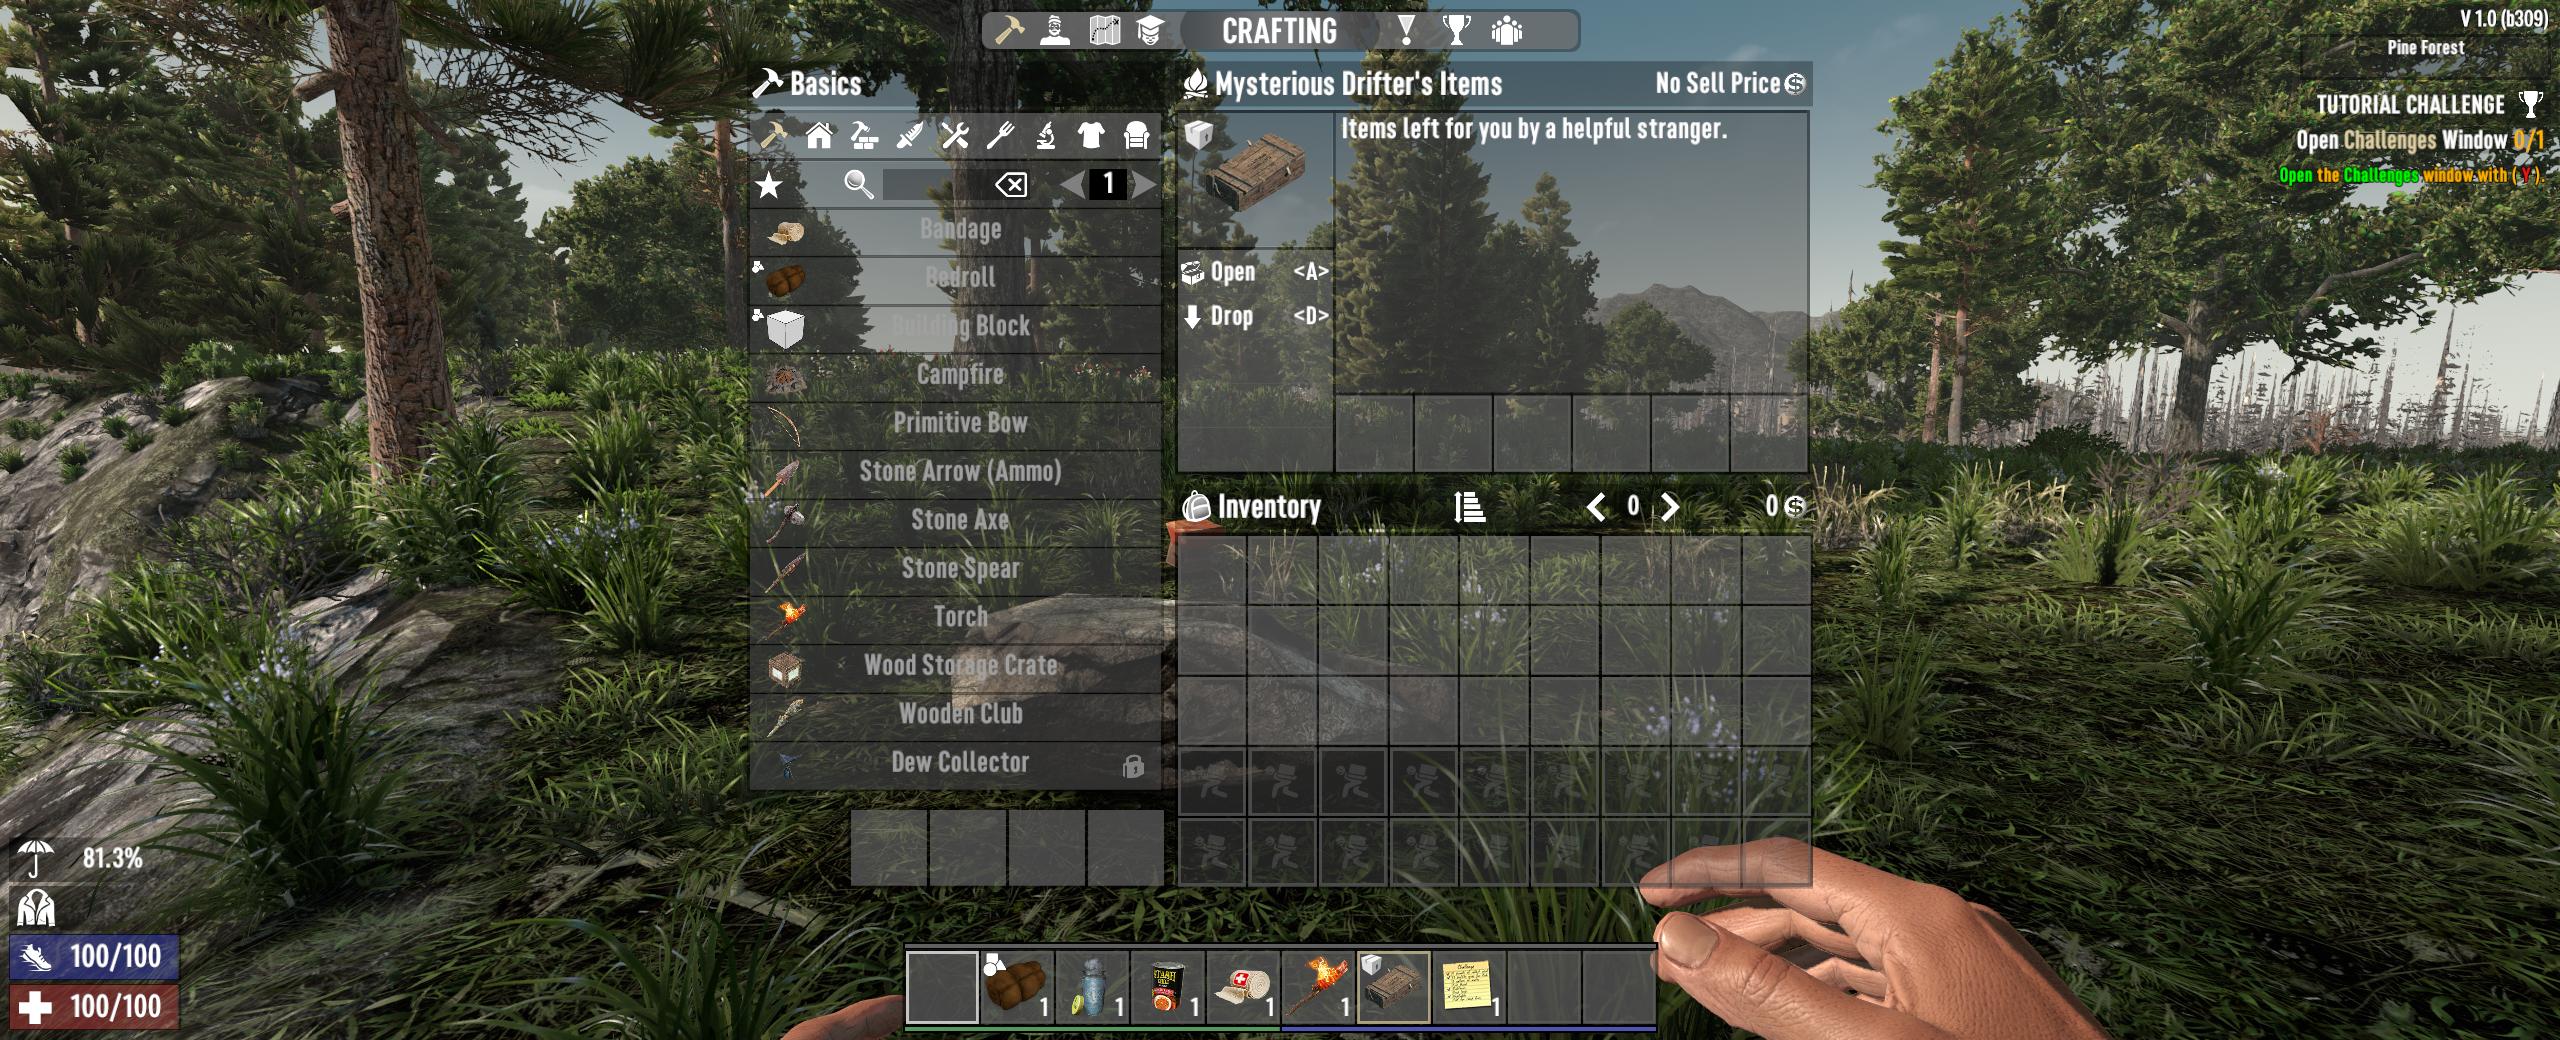 CRAFTING
V 1.0 (b309)
Pine Forest
TUTORIAL CHALLENGE
Open Challenges Window 0/1
Open the Challenges window with ( Y ).
Basics
1
Bandage
Bedroll
Building Block
Campfire
Primitive Bow
Stone Arrow (Ammo)
Stone Axe
Stone Spear
Torch
Wood Storage Crate
Wooden Club
Dew Collector
Mysterious Drifter's Items
No Sell Price
Items left for you by a helpful stranger.
Open <A>
Drop <D>
Inventory
0
0
81.3%
100/100
100/100
1
1
1
1
1
1